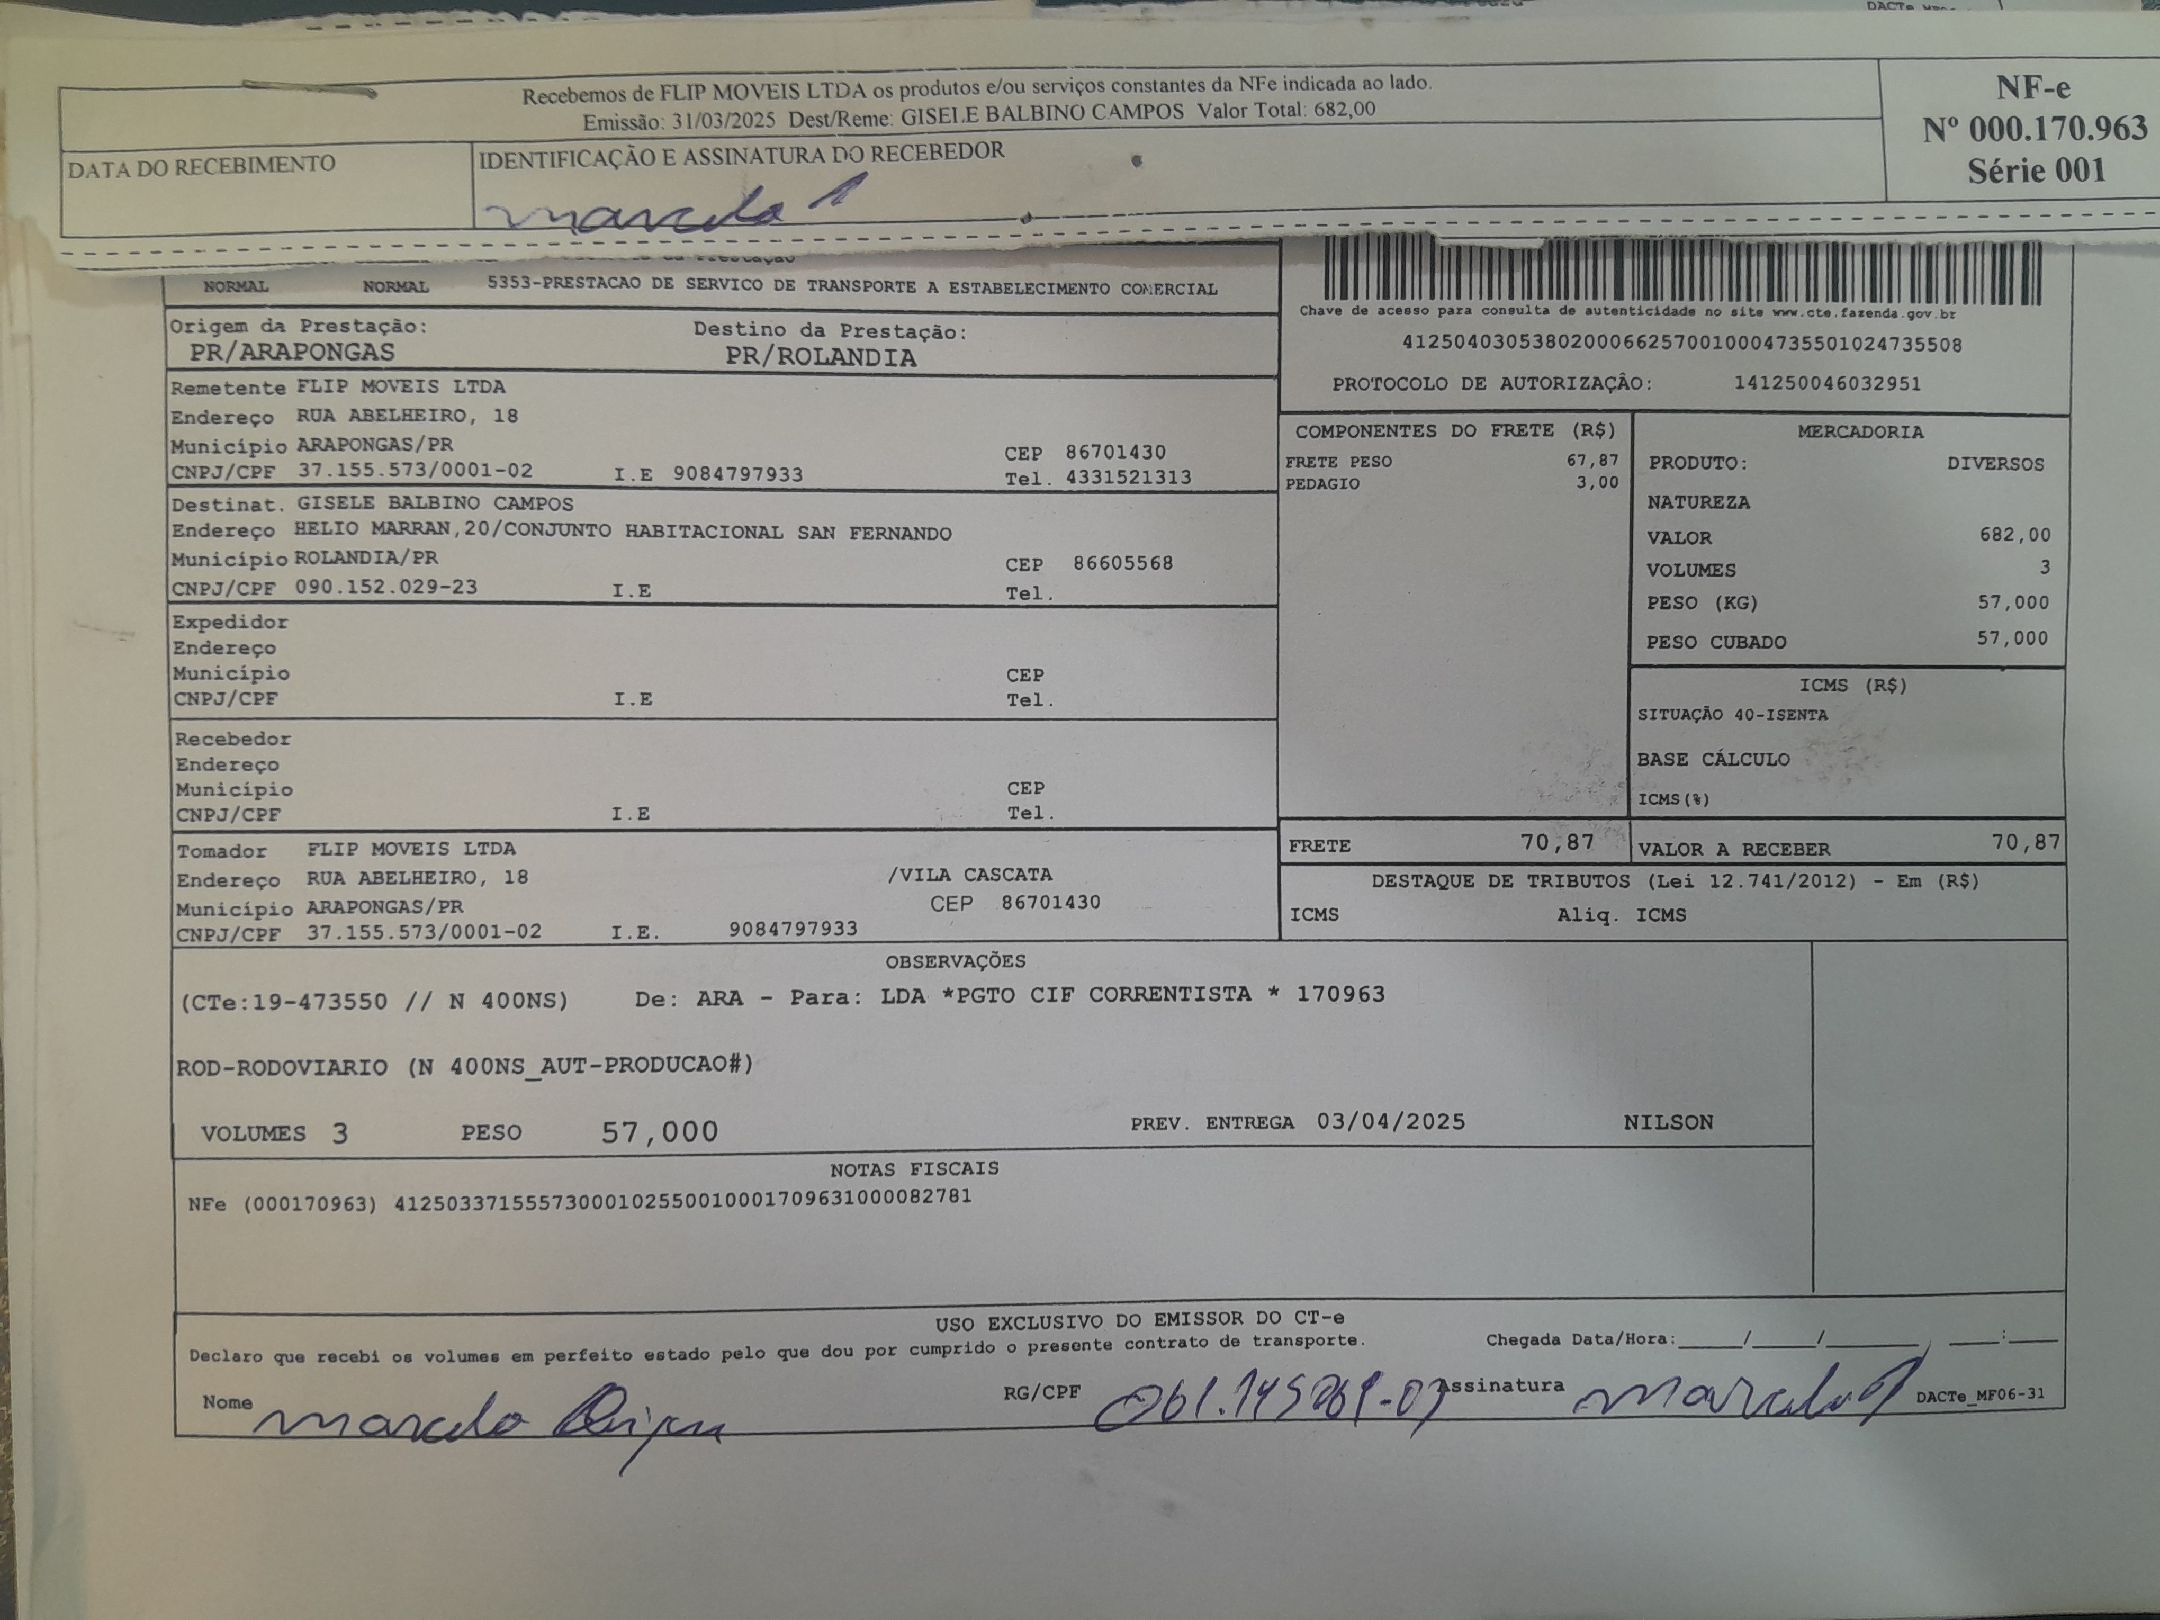 Recebemos de FLIP MOVEIS LTDA os produtos e/ou serviços constantes da NFe indicada ao lado.
Emissão: 31/03/2025 Dest/Reme: GISELE BALBINO CAMPOS Valor Total: 682,00
NF-e
Nº 000.170.963
Série 001
DATA DO RECEBIMENTO
IDENTIFICAÇÃO E ASSINATURA DO RECEBEDOR
marcelo
NORMAL NORMAL 5353-PRESTACAO DE SERVICO DE TRANSPORTE A ESTABELECIMENTO COMERCIAL
Chave de acesso para consulta de autenticidade no site www.cte.fazenda.gov.br
41250403053802000662570010004735501024735508
PROTOCOLO DE AUTORIZAÇÃO: 141250046032951
Origem da Prestação: Destino da Prestação:
PR/ARAPONGAS PR/ROLANDIA
Remetente FLIP MOVEIS LTDA
Endereço RUA ABELHEIRO, 18
Município ARAPONGAS/PR CEP 86701430
CNPJ/CPF 37.155.573/0001-02 I.E 9084797933 Tel. 4331521313
Destinat. GISELE BALBINO CAMPOS
Endereço HELIO MARRAN,20/CONJUNTO HABITACIONAL SAN FERNANDO
Município ROLANDIA/PR CEP 86605568
CNPJ/CPF 090.152.029-23 I.E Tel.
Expedidor
Endereço
Município CEP
CNPJ/CPF I.E Tel.
Recebedor
Endereço
Município CEP
CNPJ/CPF I.E Tel.
Tomador FLIP MOVEIS LTDA
Endereço RUA ABELHEIRO, 18 /VILA CASCATA
Município ARAPONGAS/PR CEP 86701430
CNPJ/CPF 37.155.573/0001-02 I.E. 9084797933
COMPONENTES DO FRETE (R$)
FRETE PESO 67,87
PEDAGIO 3,00
MERCADORIA
PRODUTO: DIVERSOS
NATUREZA
VALOR 682,00
VOLUMES 3
PESO (KG) 57,000
PESO CUBADO 57,000
ICMS (R$)
SITUAÇÃO 40-ISENTA
BASE CÁLCULO
ICMS(%)
FRETE 70,87 VALOR A RECEBER 70,87
DESTAQUE DE TRIBUTOS (Lei 12.741/2012) - Em (R$)
ICMS Aliq. ICMS
OBSERVAÇÕES
(CTe:19-473550 // N 400NS) De: ARA - Para: LDA *PGTO CIF CORRENTISTA * 170963
ROD-RODOVIARIO (N 400NS_AUT-PRODUCAO#)
VOLUMES 3 PESO 57,000 PREV. ENTREGA 03/04/2025 NILSON
NOTAS FISCAIS
NFe (000170963) 41250337155573000102550010001709631000082781
USO EXCLUSIVO DO EMISSOR DO CT-e
Declaro que recebi os volumes em perfeito estado pelo que dou por cumprido o presente contrato de transporte. Chegada Data/Hora:____/____/______, ___:___
Nome marcelo RG/CPF Assinatura marcelo DACTe_MF06-31